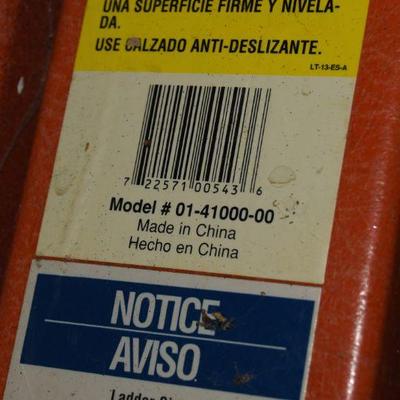 UNA SUPERFICIE FIRME Y NIVELA-
DA.
USE CALZADO ANTI-DESLIZANTE.
LT-13-ES-A
7 22571 00543 6
Model # 01-41000-00
Made in China
Hecho en China
NOTICE
AVISO
Ladder